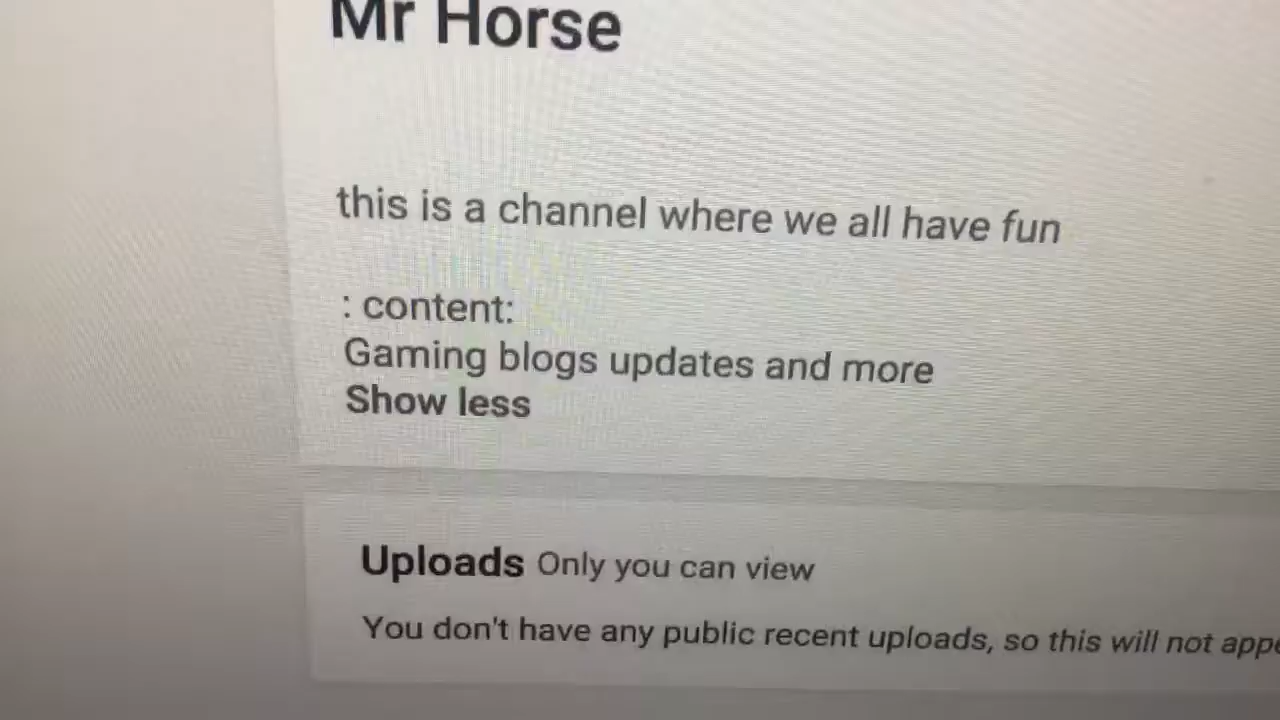 Mr Horse
this is a channel where we all have fun
: content:
Gaming blogs updates and more
Show less
Uploads Only you can view
You don't have any public recent uploads, so this will not